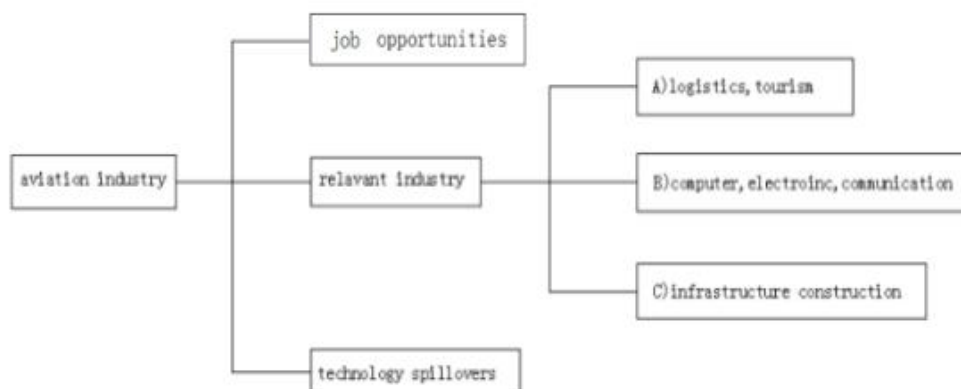 aviation industry
job opportunities
relavant industry
technology spillovers
A)logistics,tourism
B)computer,electroinc,communication
C)infrastructure construction